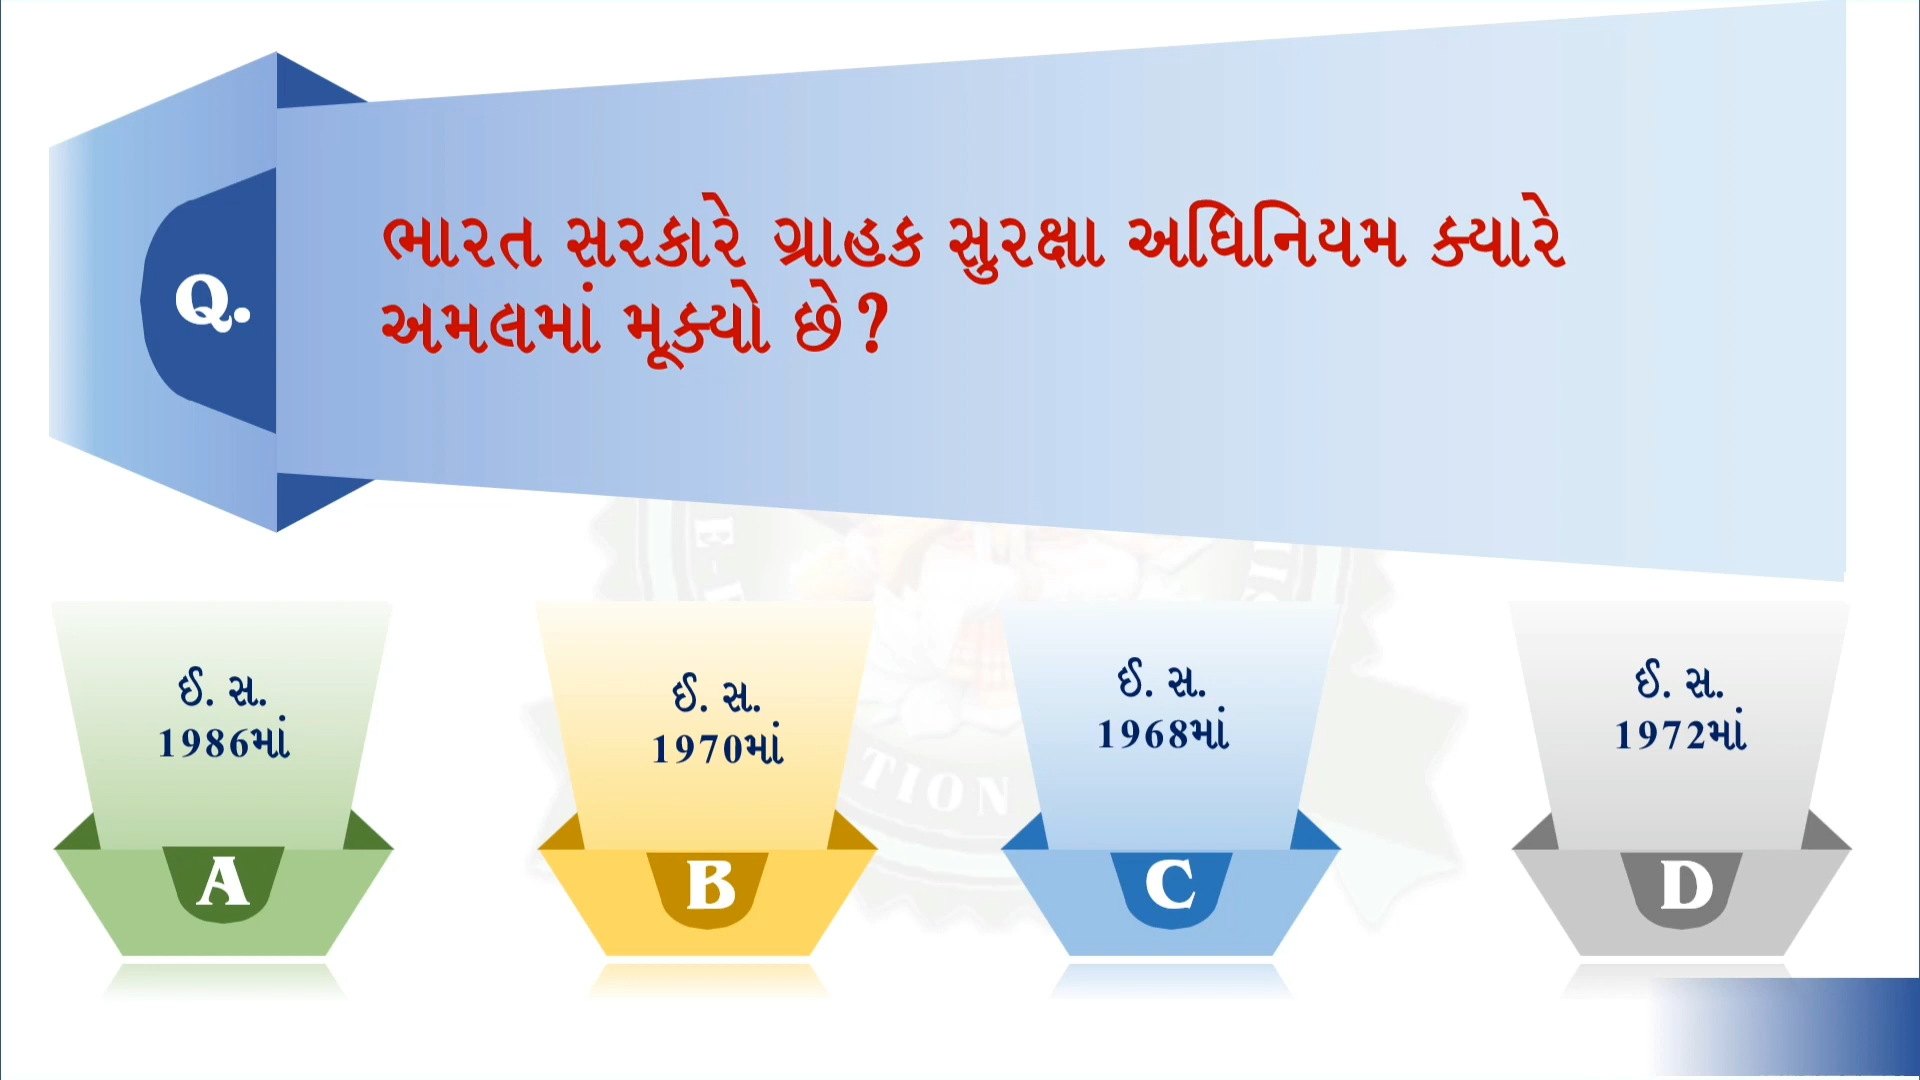 Q.
ભારત સરકારે ગ્રાહક સુરક્ષા અધિનિયમ ક્યારે
અમલમાં મૂક્યો છે?
ઈ. સ.
1986માં
A
ઈ. સ.
1970માં
B
ઈ. સ.
1968માં
C
ઈ. સ.
1972માં
D